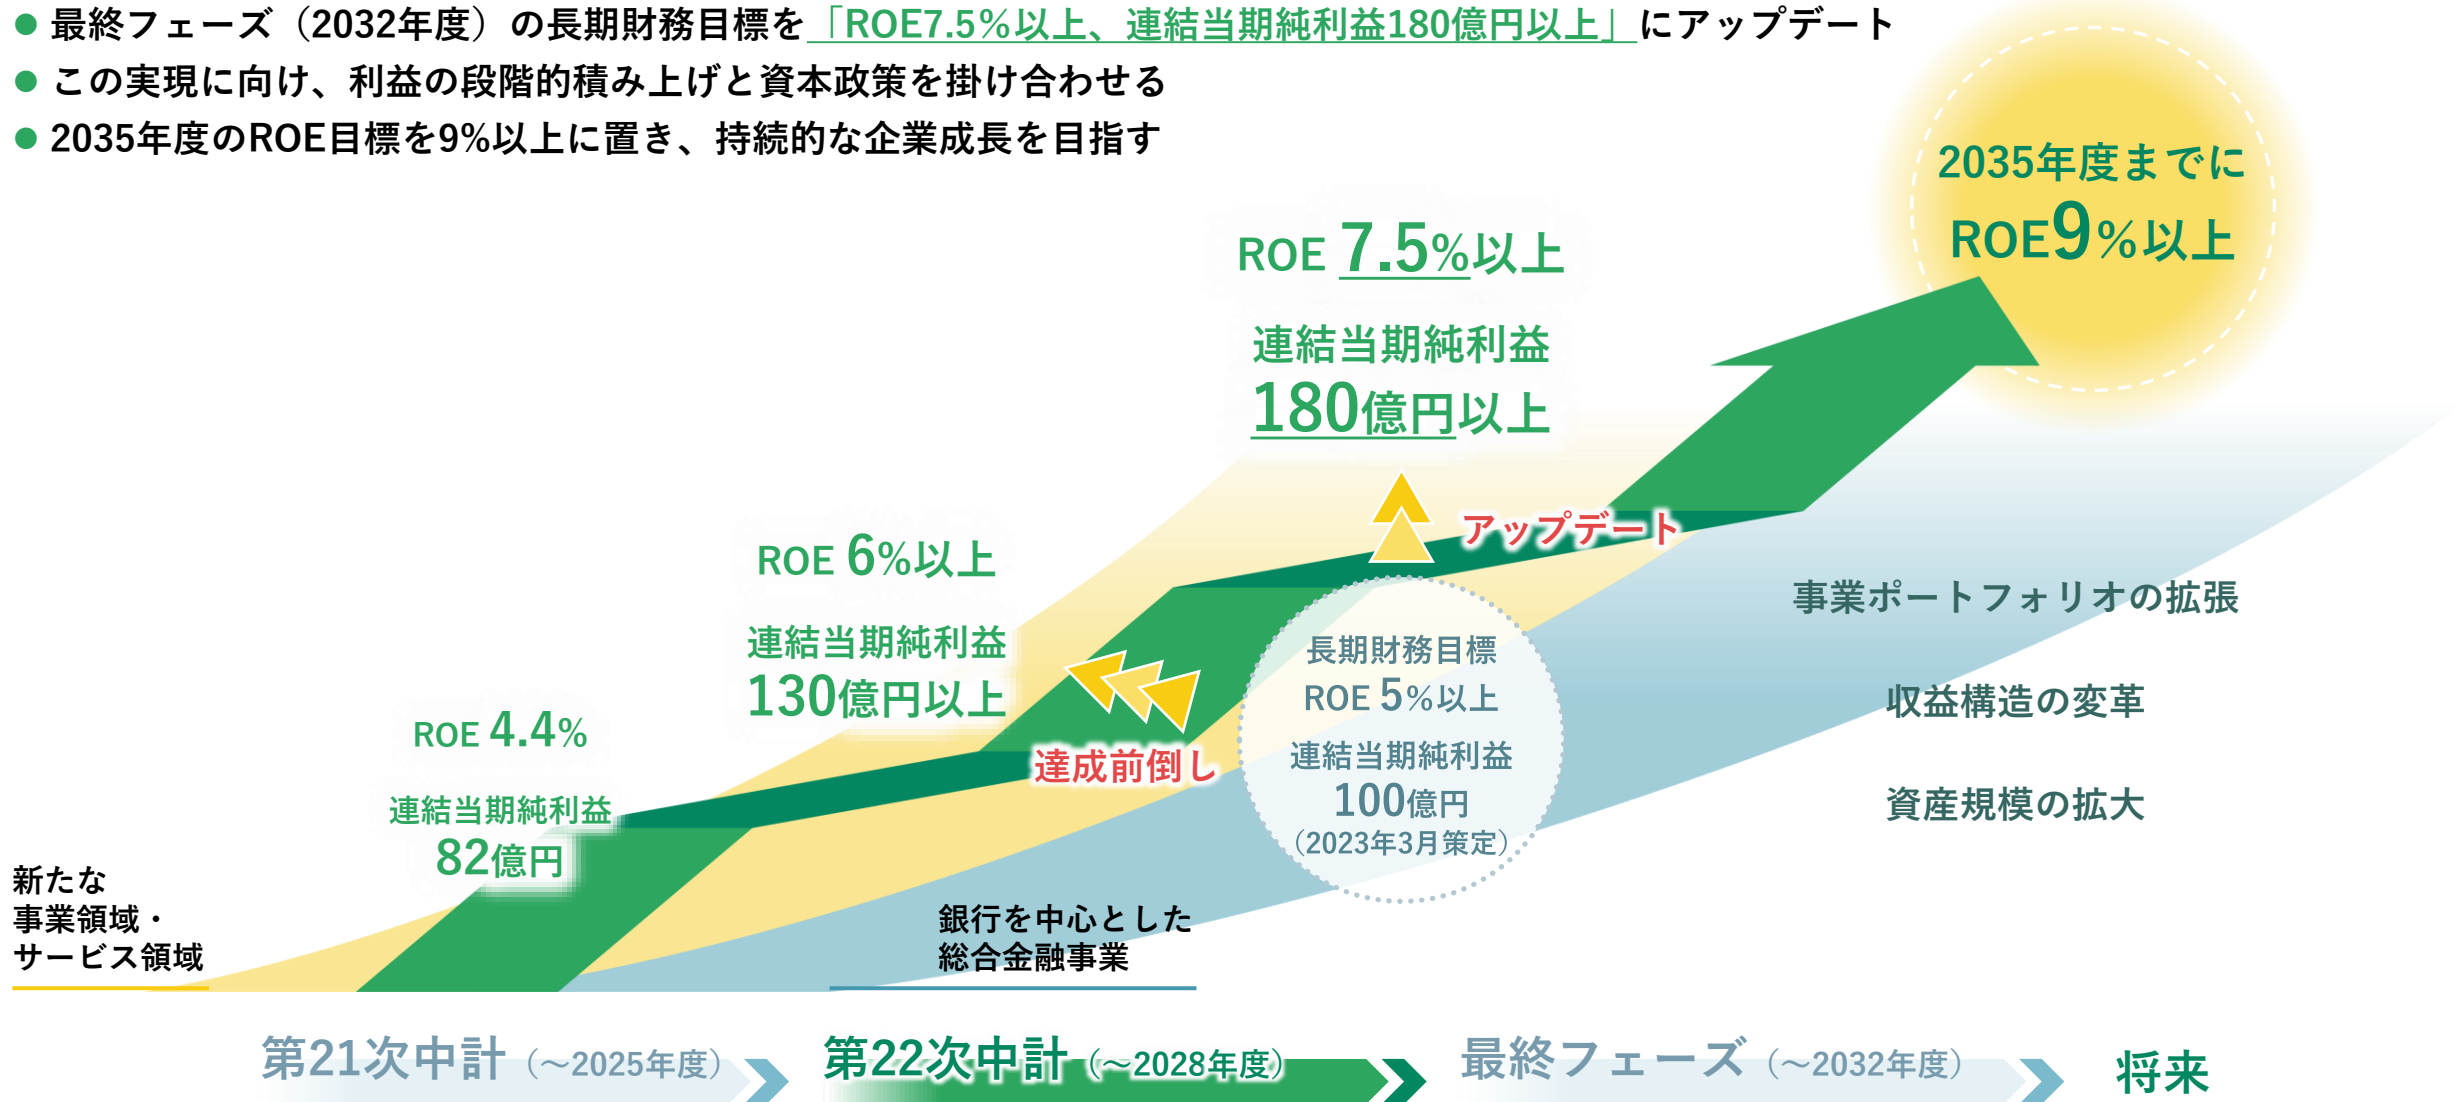 ● 最終フェーズ（2032年度）の長期財務目標を「ROE7.5%以上、連結当期純利益180億円以上」にアップデート
● この実現に向け、利益の段階的積み上げと資本政策を掛け合わせる
● 2035年度のROE目標を9%以上に置き、持続的な企業成長を目指す
2035年度までに
ROE9%以上
ROE 7.5%以上
連結当期純利益
180億円以上
アップデート
ROE 6%以上
連結当期純利益
130億円以上
達成前倒し
長期財務目標
ROE 5%以上
連結当期純利益
100億円
（2023年3月策定）
ROE 4.4%
連結当期純利益
82億円
事業ポートフォリオの拡張
収益構造の変革
資産規模の拡大
新たな
事業領域・
サービス領域
銀行を中心とした
総合金融事業
第21次中計（～2025年度）
第22次中計（～2028年度）
最終フェーズ（～2032年度）
将来